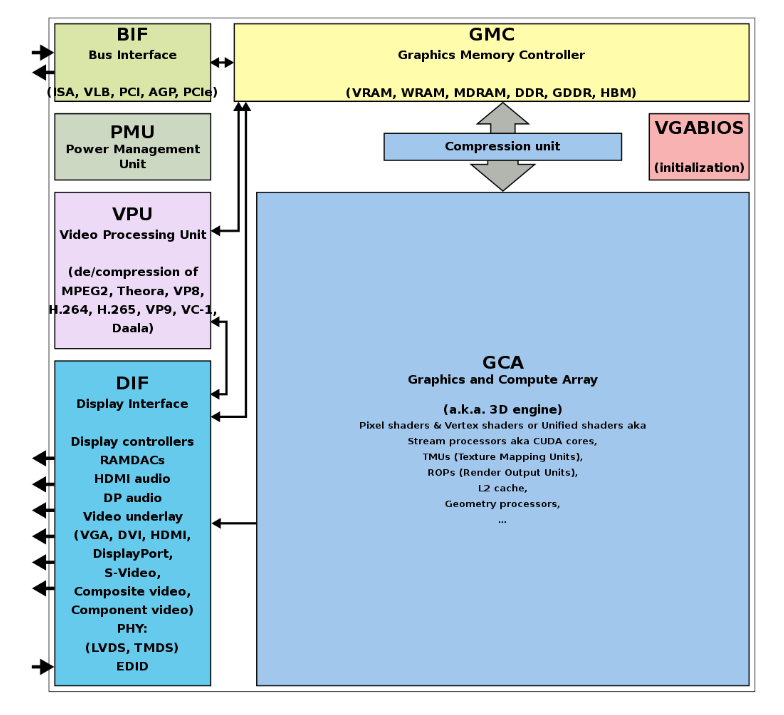 BIF
Bus Interface
(ISA, VLB, PCI, AGP, PCIe)
GMC
Graphics Memory Controller
(VRAM, WRAM, MDRAM, DDR, GDDR, HBM)
PMU
Power Management
Unit
Compression unit
VGABIOS
(initialization)
VPU
Video Processing Unit
(de/compression of
MPEG2, Theora, VP8,
H.264, H.265, VP9, VC-1,
Daala)
DIF
Display Interface
Display controllers
RAMDACs
HDMI audio
DP audio
Video underlay
(VGA, DVI, HDMI,
DisplayPort,
S-Video,
Composite video,
Component video)
PHY:
(LVDS, TMDS)
EDID
GCA
Graphics and Compute Array
(a.k.a. 3D engine)
Pixel shaders & Vertex shaders or Unified shaders aka
Stream processors aka CUDA cores,
TMUs (Texture Mapping Units),
ROPs (Render Output Units),
L2 cache,
Geometry processors,
...